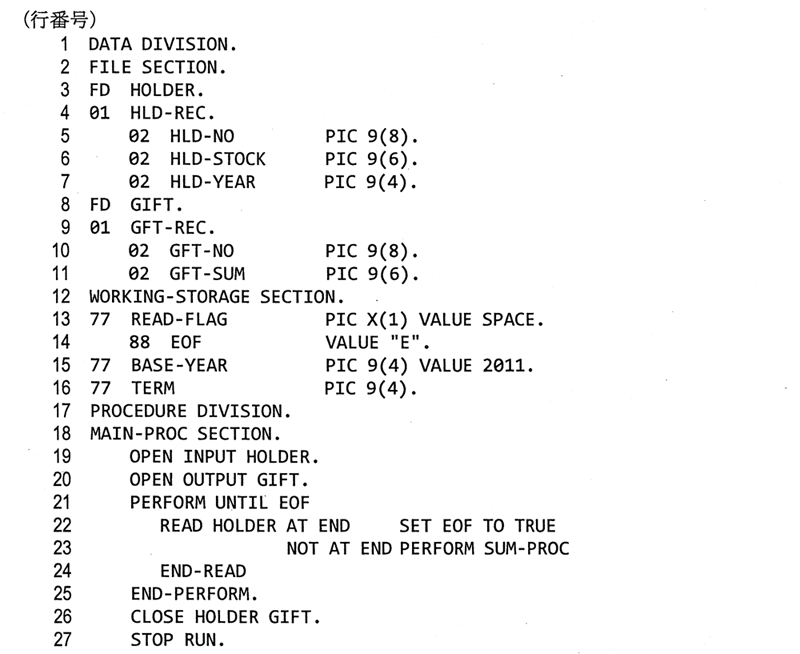 (行番号)
1 DATA DIVISION.
2 FILE SECTION.
3 FD HOLDER.
4 01 HLD-REC.
5 02 HLD-NO PIC 9(8).
6 02 HLD-STOCK PIC 9(6).
7 02 HLD-YEAR PIC 9(4).
8 FD GIFT.
9 01 GFT-REC.
10 02 GFT-NO PIC 9(8).
11 02 GFT-SUM PIC 9(6).
12 WORKING-STORAGE SECTION.
13 77 READ-FLAG PIC X(1) VALUE SPACE.
14 88 EOF VALUE "E".
15 77 BASE-YEAR PIC 9(4) VALUE 2011.
16 77 TERM PIC 9(4).
17 PROCEDURE DIVISION.
18 MAIN-PROC SECTION.
19 OPEN INPUT HOLDER.
20 OPEN OUTPUT GIFT.
21 PERFORM UNTIL EOF
22 READ HOLDER AT END SET EOF TO TRUE
23 NOT AT END PERFORM SUM-PROC
24 END-READ
25 END-PERFORM.
26 CLOSE HOLDER GIFT.
27 STOP RUN.